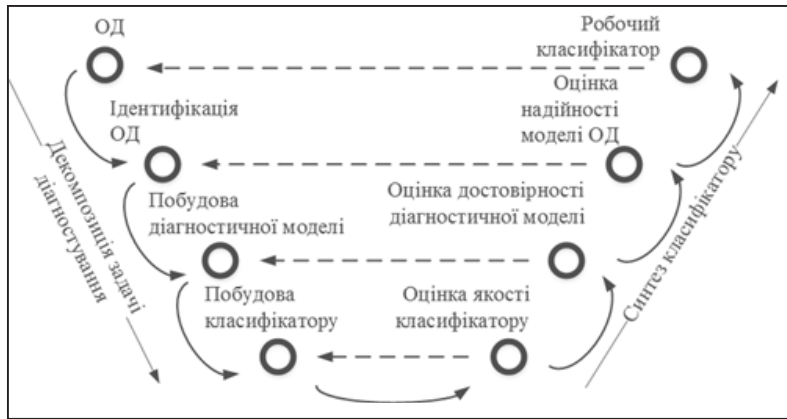 ОД
Робочий
класифікатор
Ідентифікація
ОД
Оцінка
надійності
моделі ОД
Побудова
діагностичної моделі
Оцінка достовірності
діагностичної моделі
Побудова
класифікатору
Оцінка якості
класифікатору
Декомпозиція задачі
діагностування
Синтез класифікатору